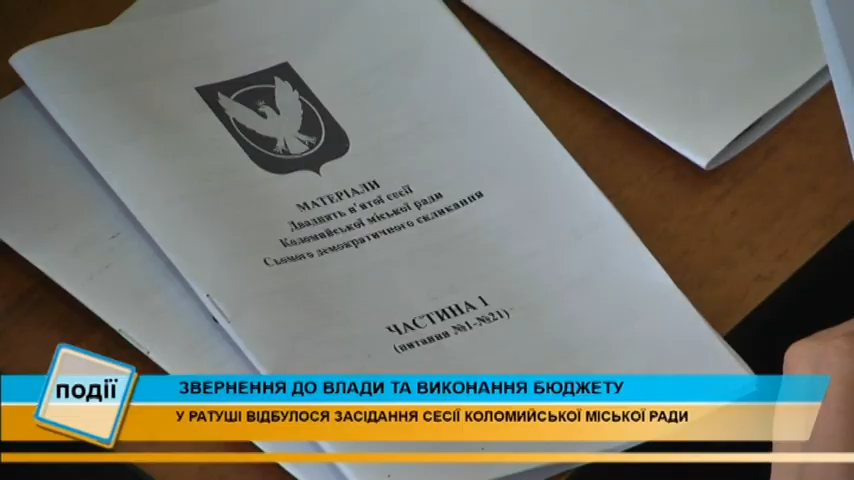 МАТЕРІАЛИ
Двадцять п'ятої сесії
Коломийської міської ради
Сьомого демократичного скликання
ЧАСТИНА 1
(питання №1-№21)
події
ЗВЕРНЕННЯ ДО ВЛАДИ ТА ВИКОНАННЯ БЮДЖЕТУ
У РАТУШІ ВІДБУЛОСЯ ЗАСІДАННЯ СЕСІЇ КОЛОМИЙСЬКОЇ МІСЬКОЇ РАДИ